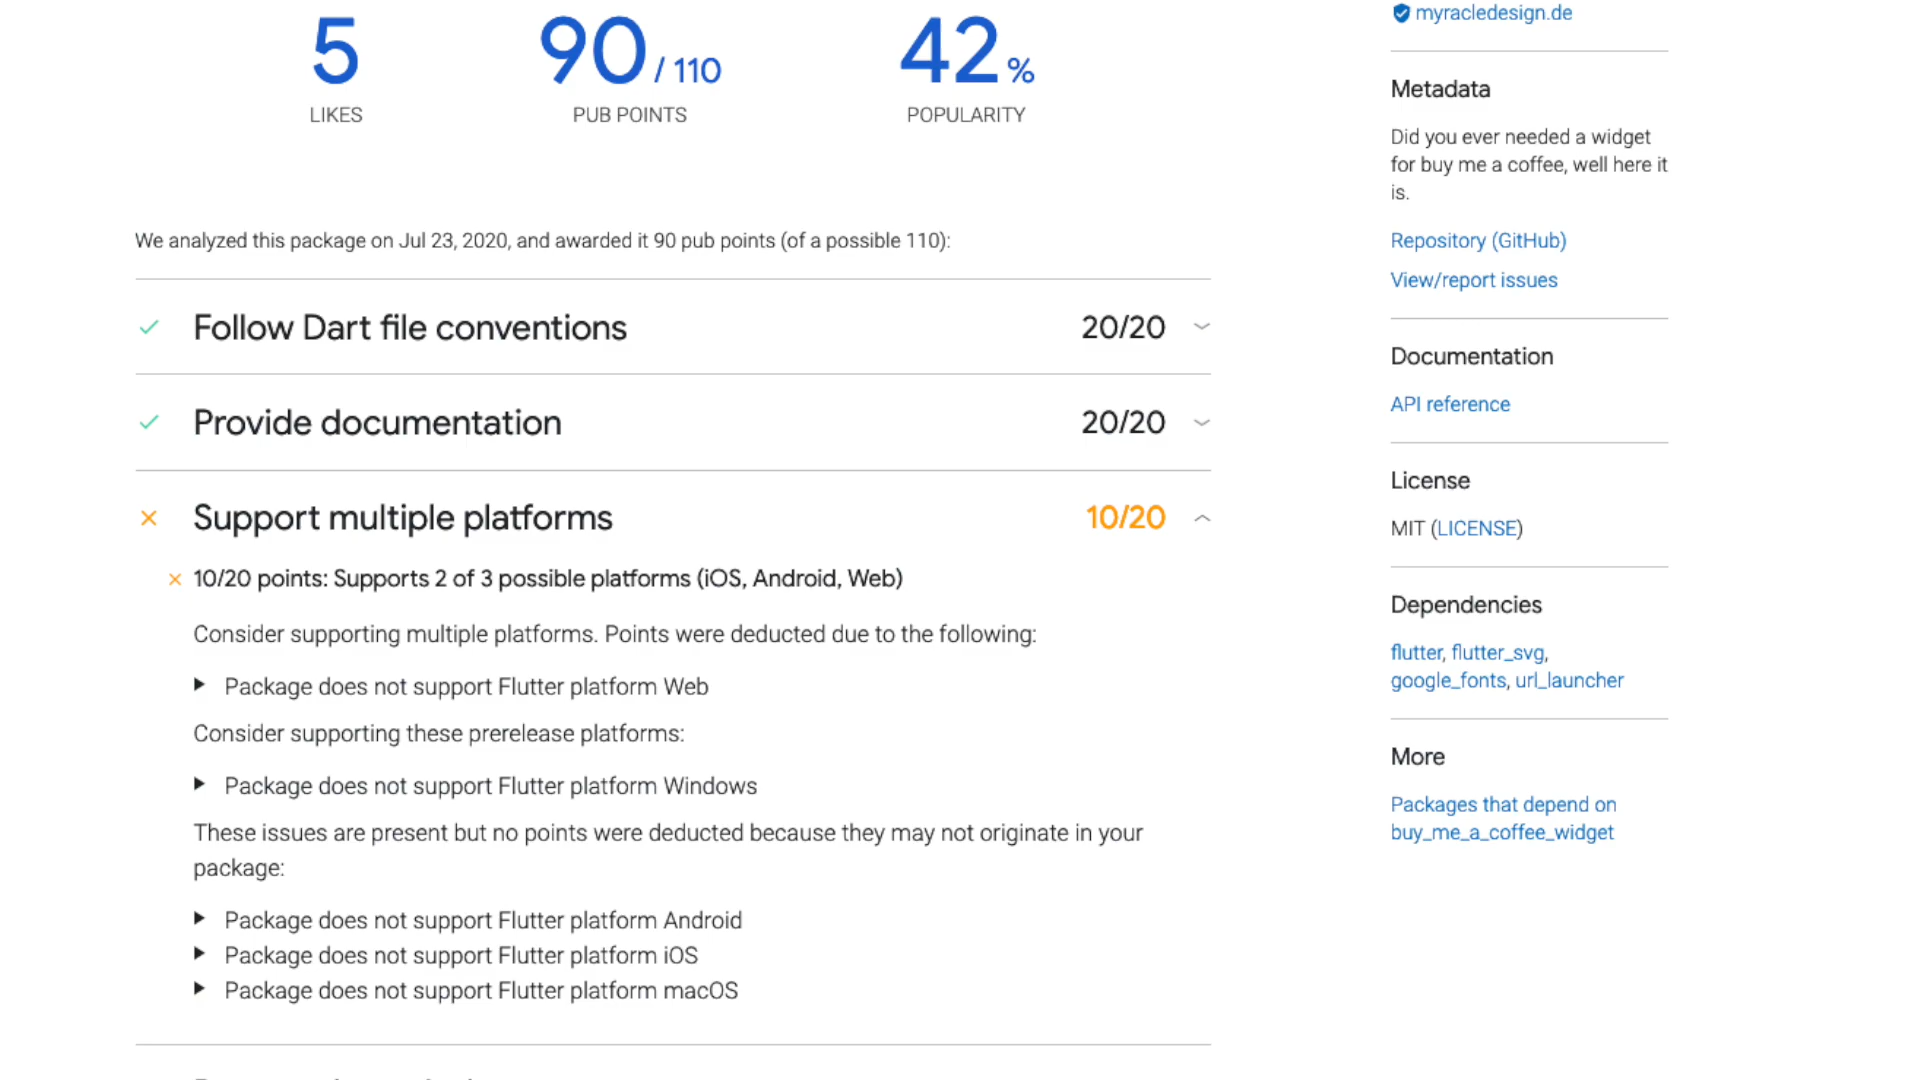 5
90 / 110
42 %
LIKES
PUB POINTS
POPULARITY
We analyzed this package on Jul 23, 2020, and awarded it 90 pub points (of a possible 110):
Follow Dart file conventions
20/20
Provide documentation
20/20
Support multiple platforms
10/20
10/20 points: Supports 2 of 3 possible platforms (iOS, Android, Web)
Consider supporting multiple platforms. Points were deducted due to the following:
Package does not support Flutter platform Web
Consider supporting these prerelease platforms:
Package does not support Flutter platform Windows
These issues are present but no points were deducted because they may not originate in your
package:
Package does not support Flutter platform Android
Package does not support Flutter platform iOS
Package does not support Flutter platform macOS
myracledesign.de
Metadata
Did you ever needed a widget
for buy me a coffee, well here it
is.
Repository (GitHub)
View/report issues
Documentation
API reference
License
MIT (LICENSE)
Dependencies
flutter, flutter_svg,
google_fonts, url_launcher
More
Packages that depend on
buy_me_a_coffee_widget